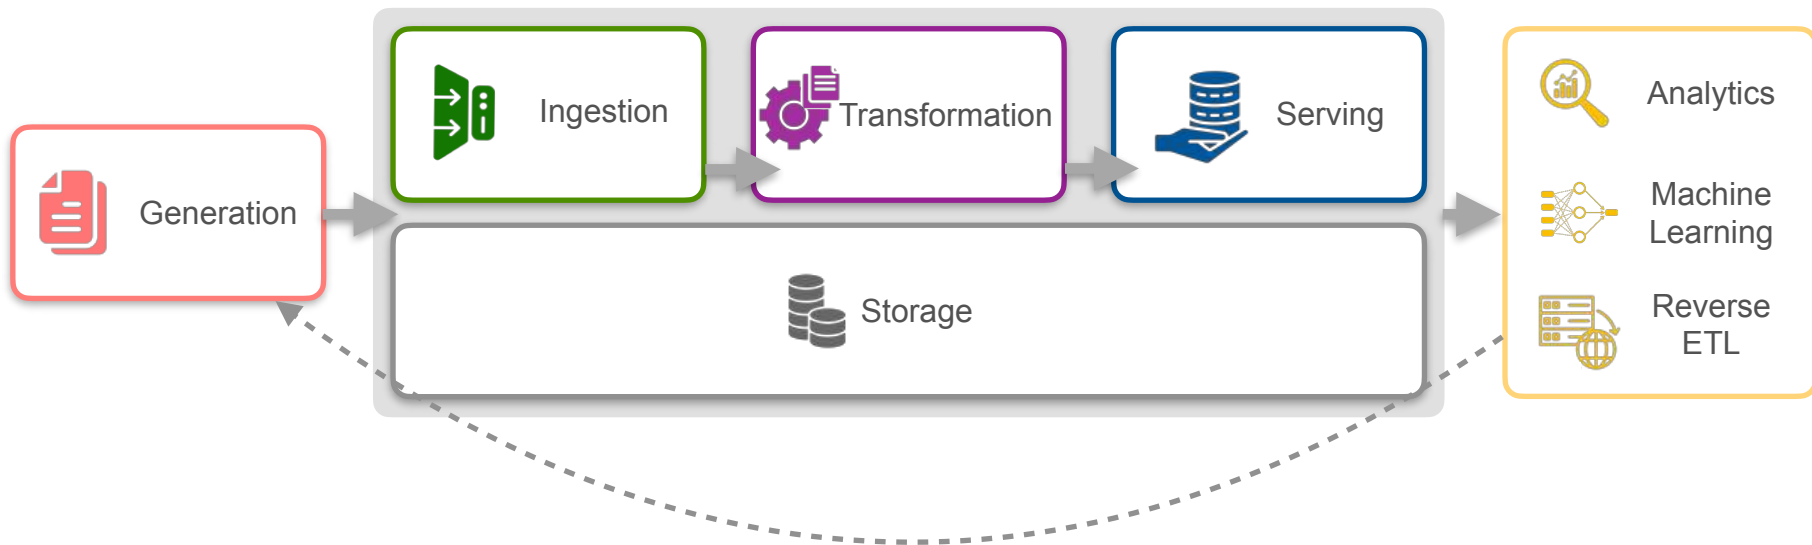 Generation
Ingestion
Transformation
Serving
Storage
Analytics
Machine
Learning
Reverse
ETL